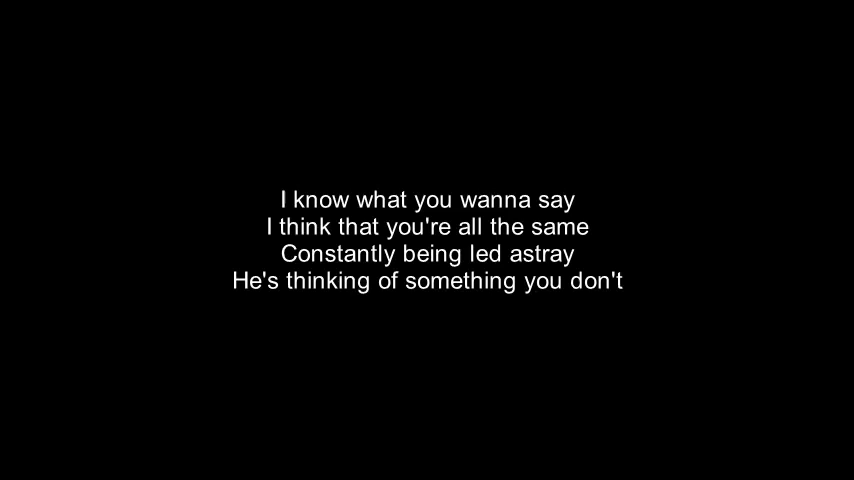 I know what you wanna say
I think that you're all the same
Constantly being led astray
He's thinking of something you don't